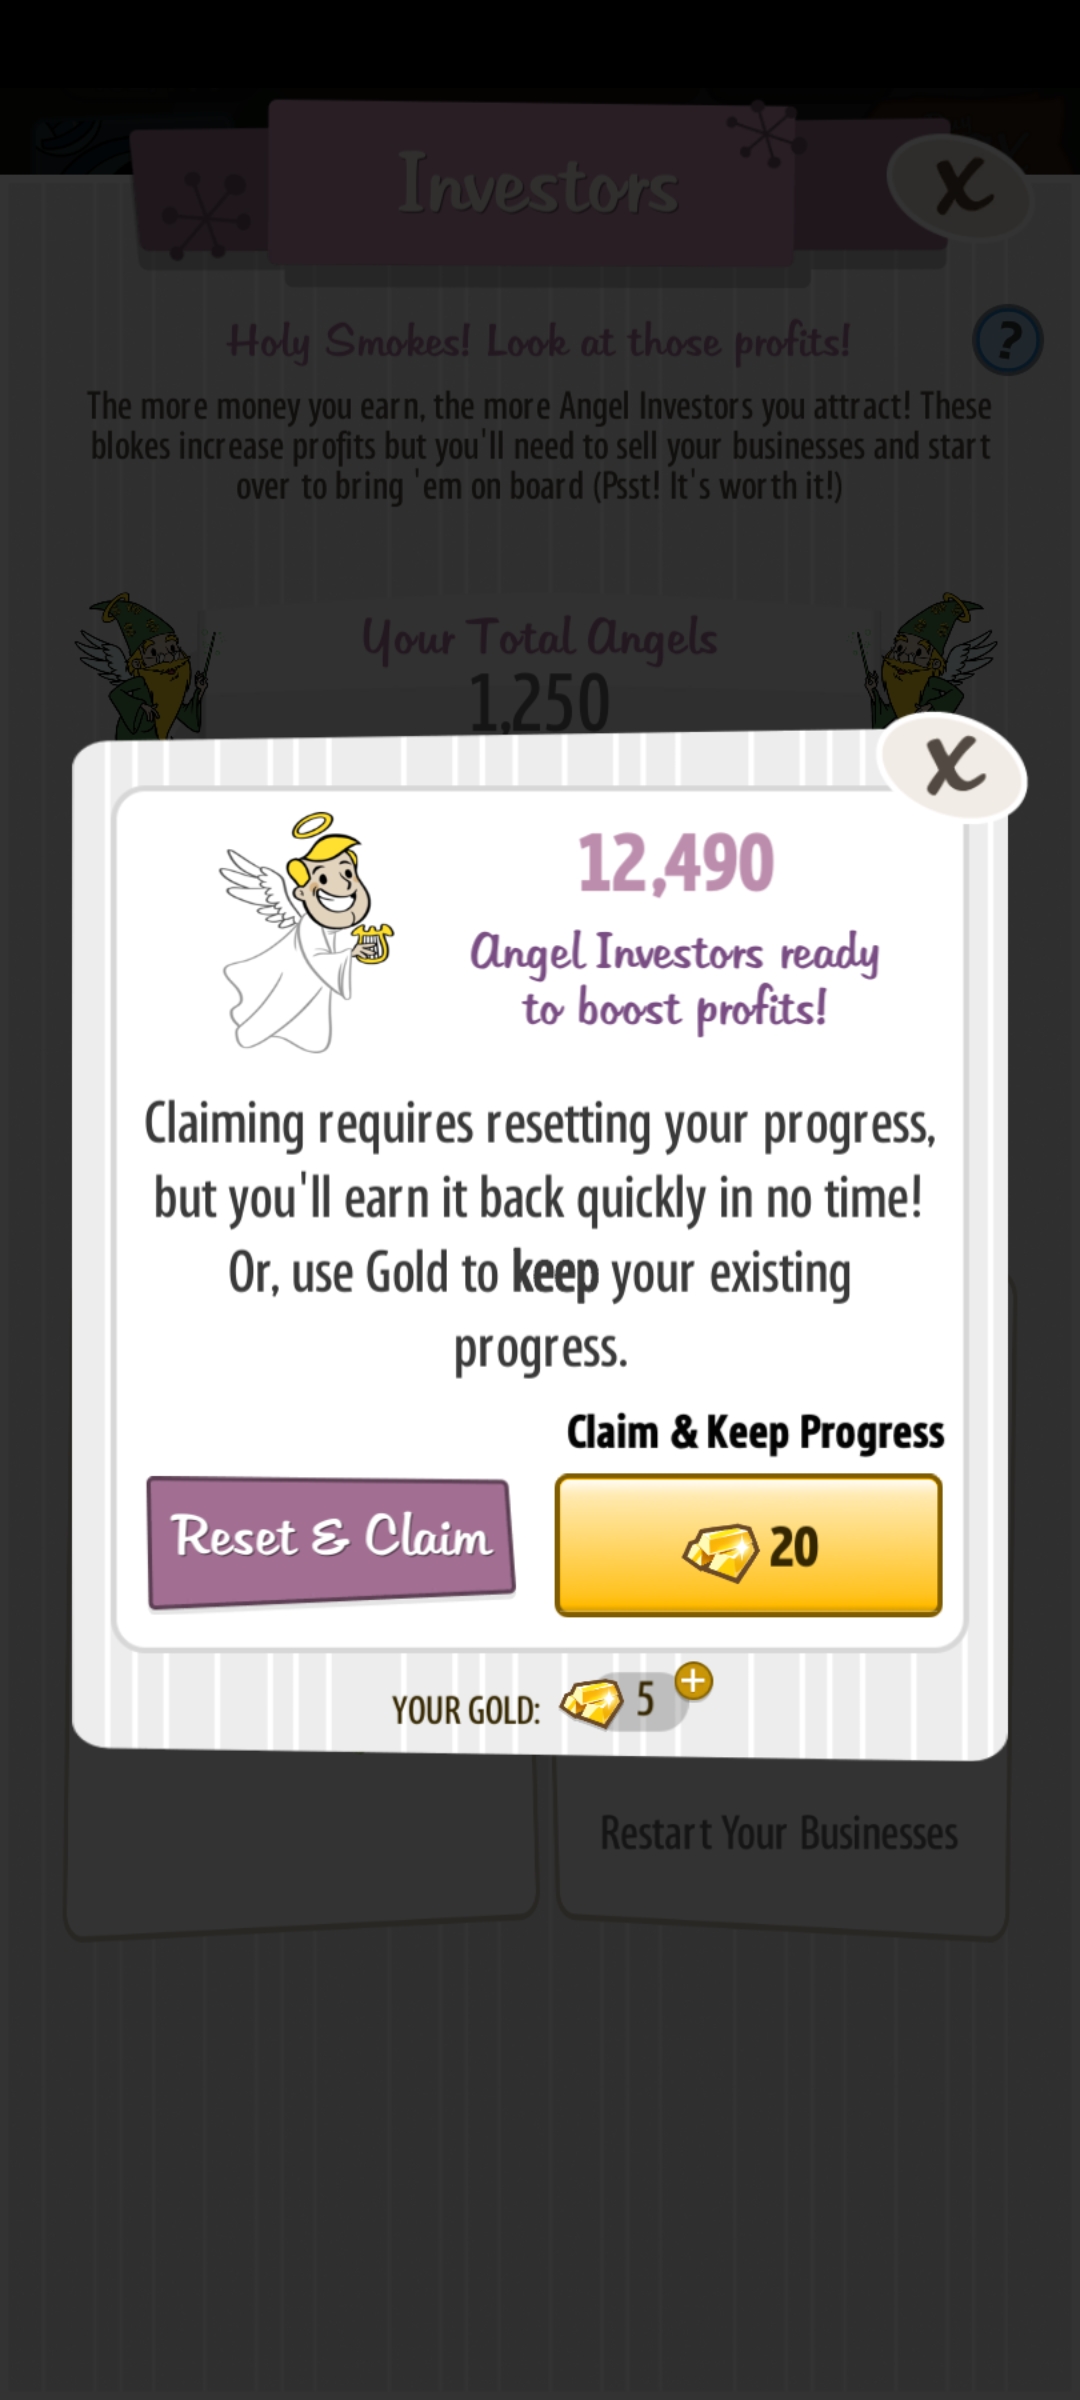 Investors
X
Holy Smokes! Look at those profits!
?
The more money you earn, the more Angel Investors you attract! These
blokes increase profits but you'll need to sell your businesses and start
over to bring 'em on board (Psst! It's worth it!)
Your Total Angels
1,250
X
12,490
Angel Investors ready
to boost profits!
Claiming requires resetting your progress,
but you'll earn it back quickly in no time!
Or, use Gold to keep your existing
progress.
Claim & Keep Progress
Reset & Claim
20
YOUR GOLD: 5 +
Restart Your Businesses